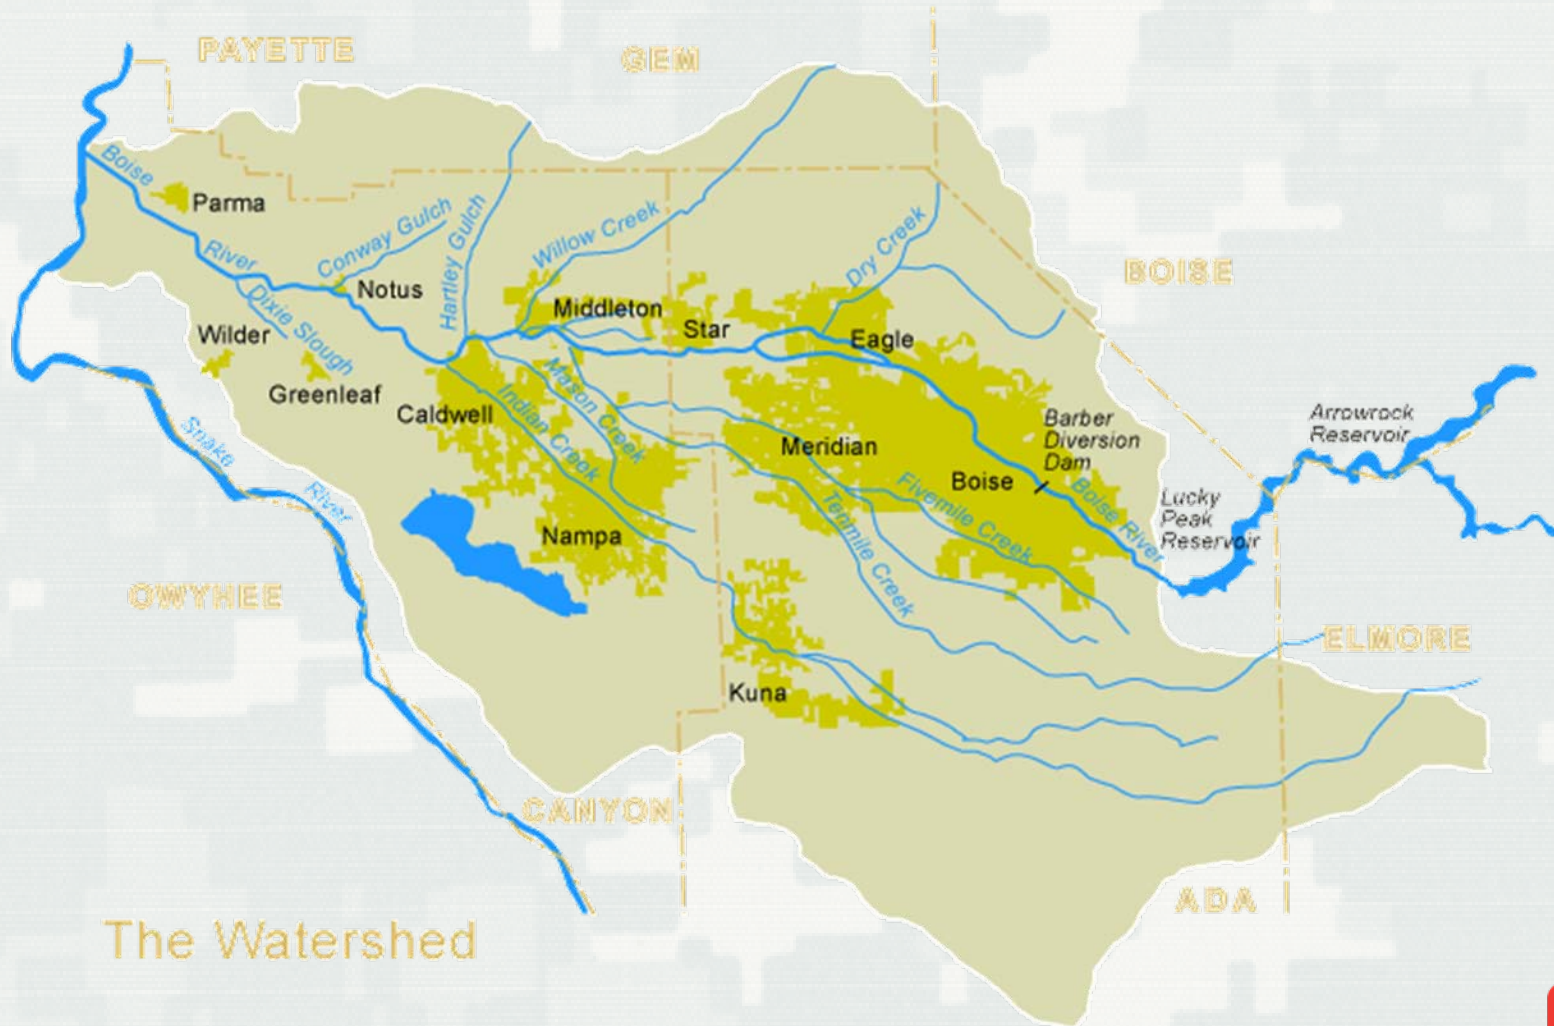 PAYETTE
GEM
Boise
Parma
River
Conway Gulch
Hartley Gulch
Willow Creek
Dry Creek
BOISE
Notus
Dixie Slough
Wilder
Middleton
Star
Eagle
Greenleaf
Caldwell
Indian Creek
Mason Creek
Meridian
Barber
Diversion
Dam
Arrowrock
Reservoir
Snake
River
Boise
Boise River
Lucky
Peak
Reservoir
Nampa
Tenmile Creek
Fivemile Creek
OWYHEE
ELMORE
Kuna
CANYON
ADA
The Watershed